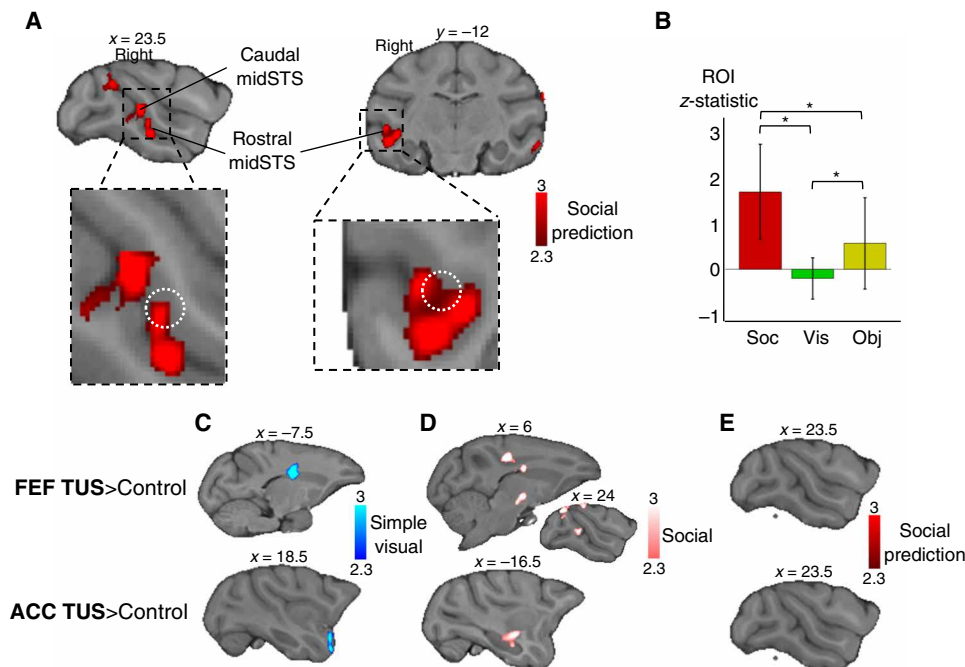 A
B
x = 23.5
Right
Caudal
midSTS
Right
y = −12
Rostral
midSTS
3
Social
prediction
2.3
ROI
z-statistic
*
*
*
3
2
1
0
−1
Soc
Vis
Obj
C
D
E
FEF TUS>Control
x = −7.5
3
Simple
visual
2.3
x = 6
x = 24
3
Social
2.3
x = 23.5
3
Social
prediction
2.3
ACC TUS>Control
x = 18.5
x = −16.5
x = 23.5